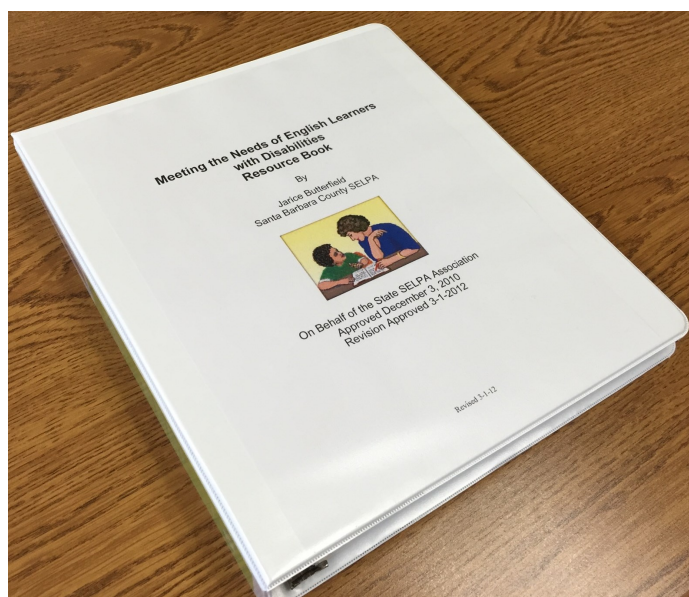 Meeting the Needs of English Learners
with Disabilities
Resource Book
By
Jarice Butterfield
Santa Barbara County SELPA
On Behalf of the State SELPA Association
Approved December 3, 2010
Revision Approved 3-1-2012
Revised 3-1-12